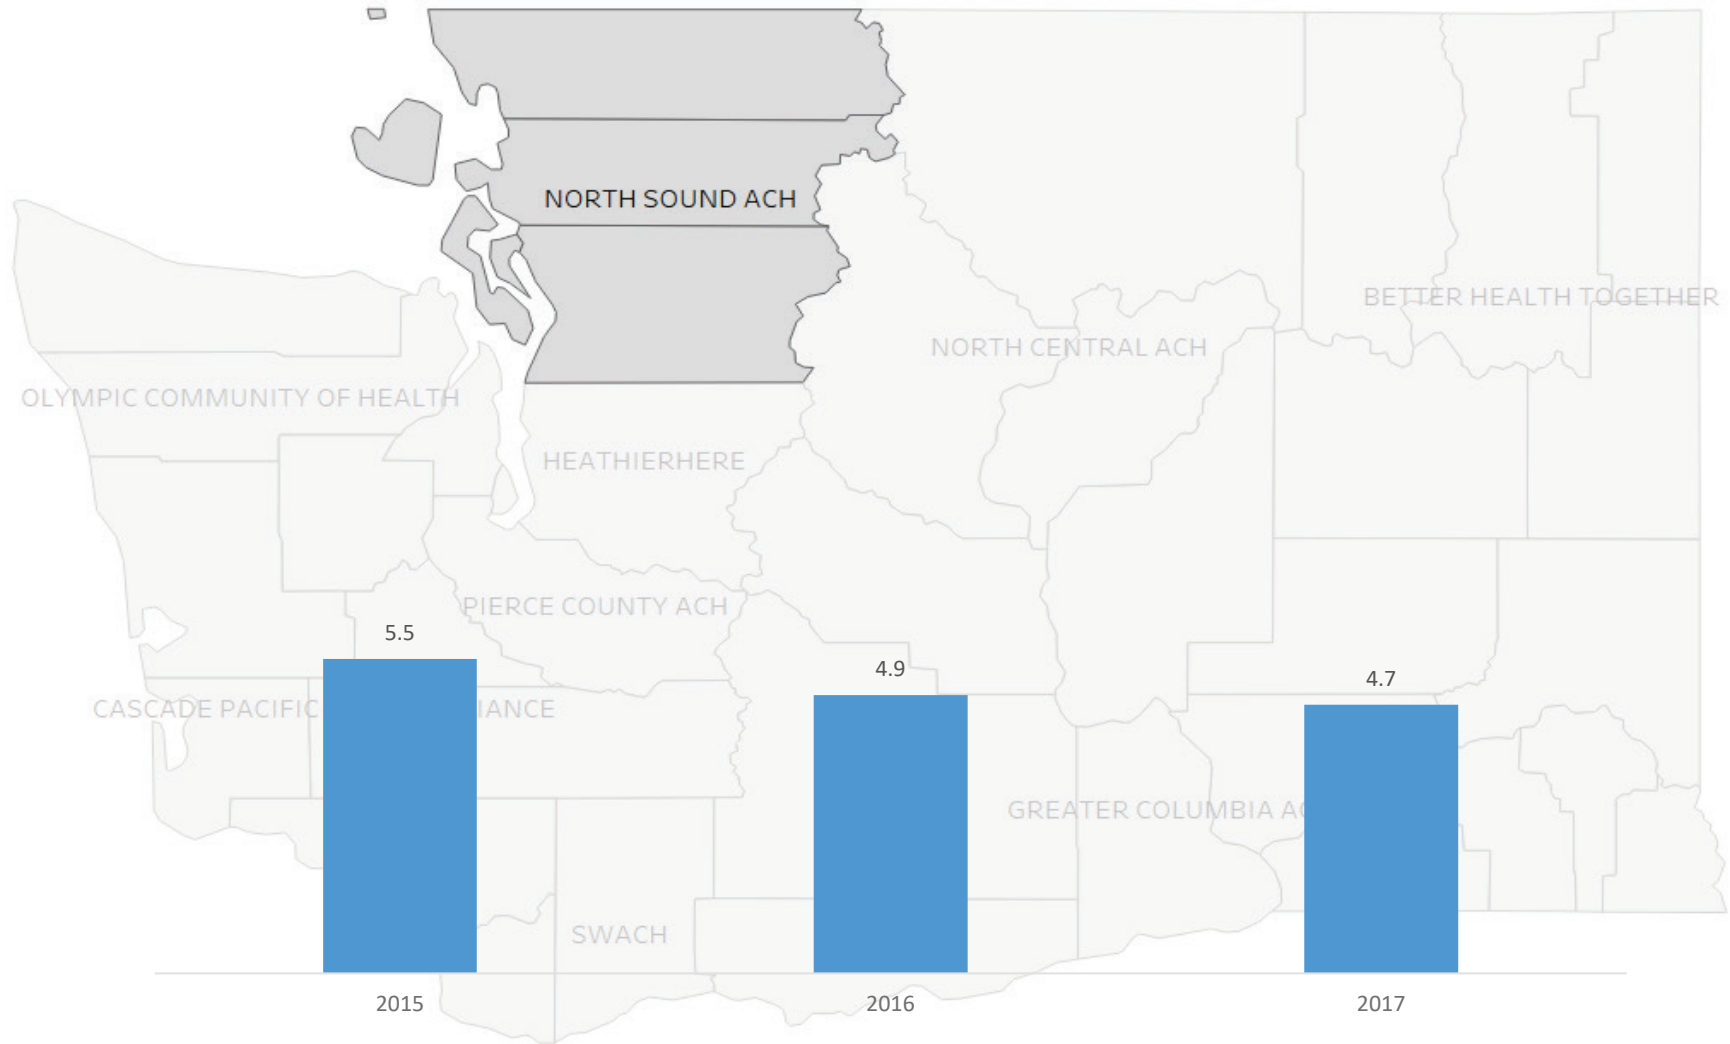 NORTH SOUND ACH
BETTER HEALTH TOGETHER
NORTH CENTRAL ACH
OLYMPIC COMMUNITY OF HEALTH
HEATHIERHERE
PIERCE COUNTY ACH
5.5
4.9
4.7
CASCADE PACIFIC IANCE
GREATER COLUMBIA AC
SWACH
2015 2016 2017